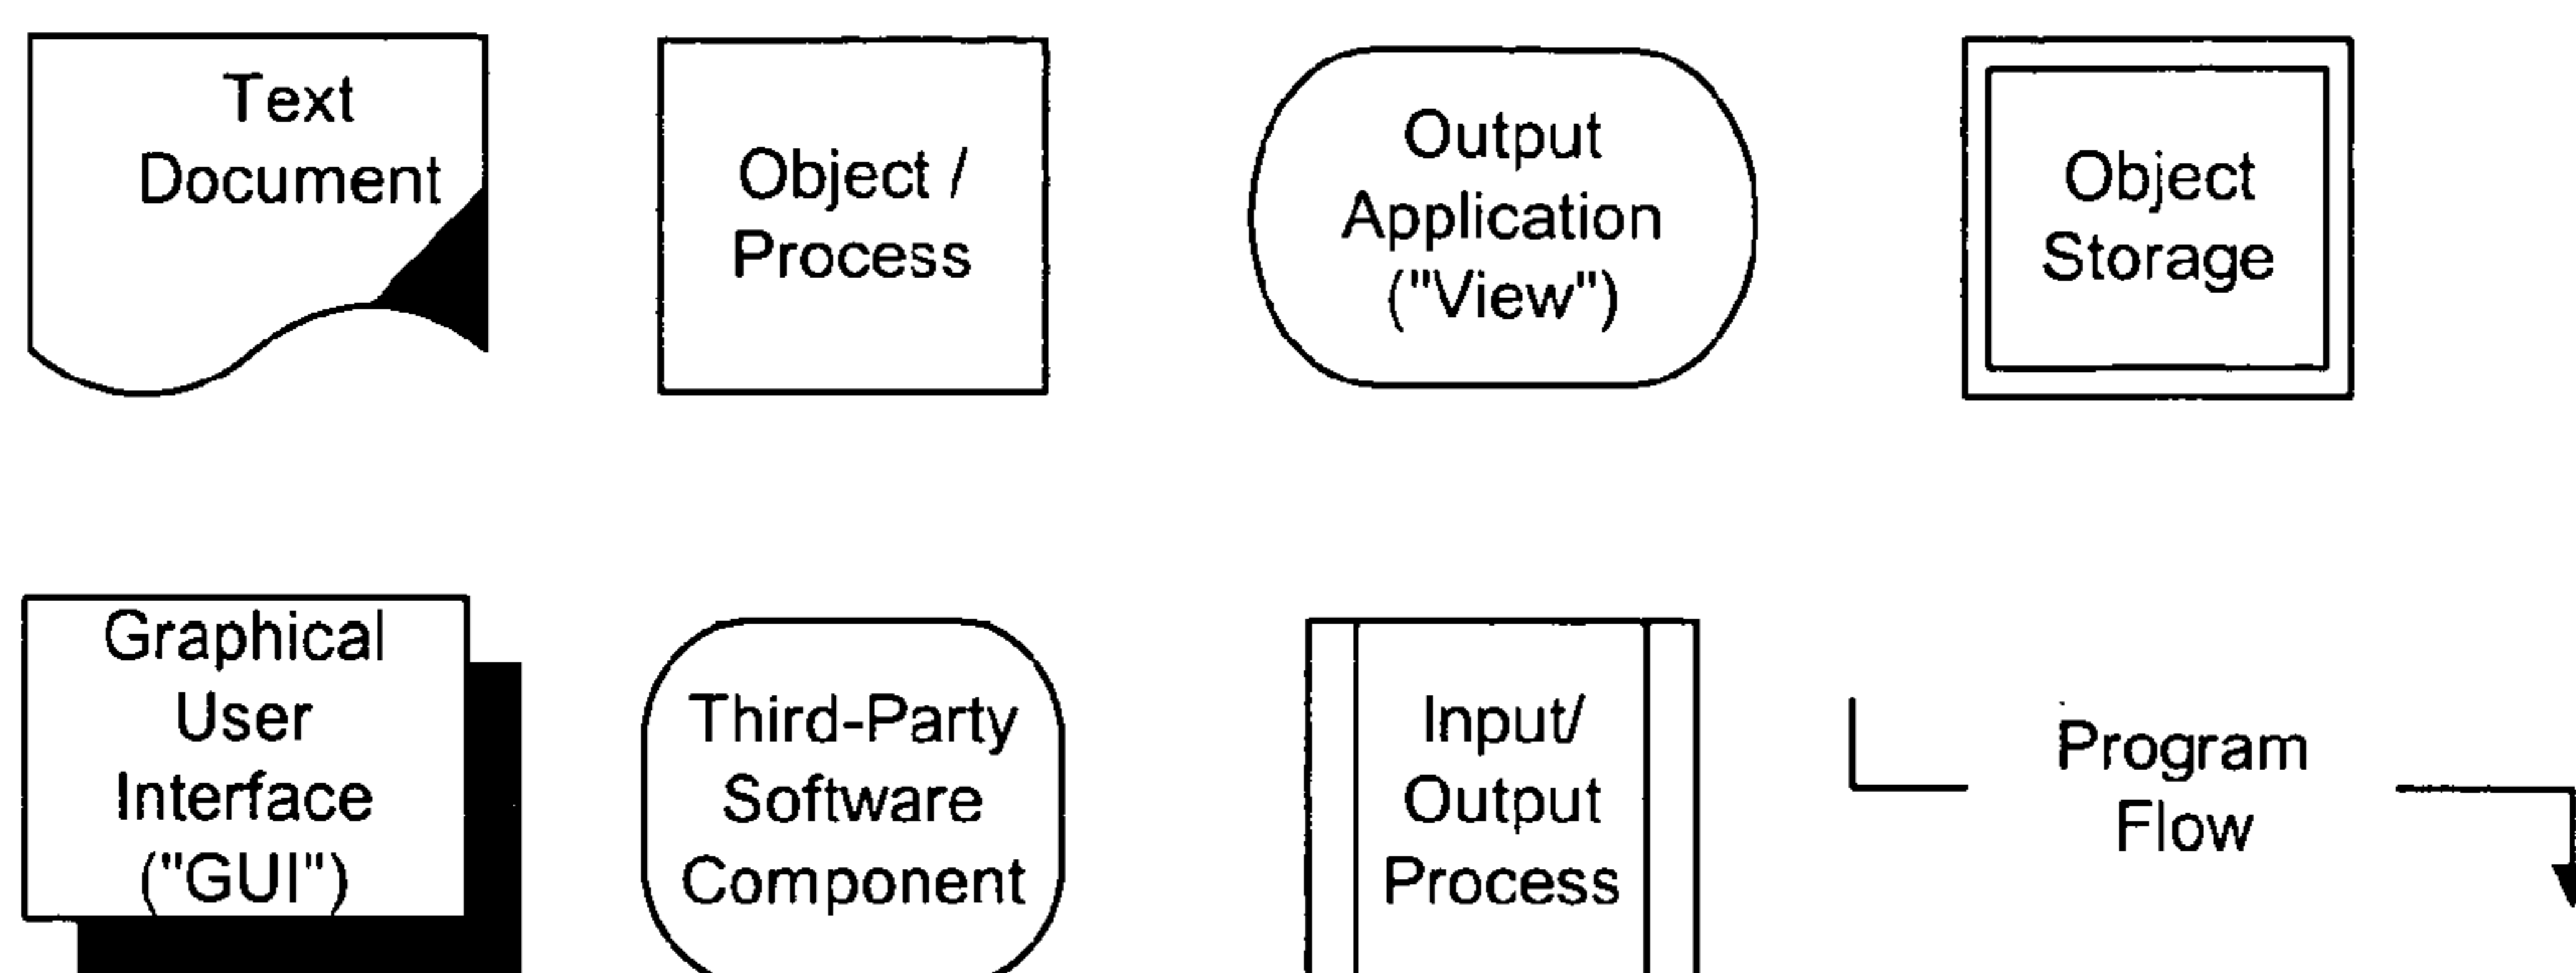 Text
Document
Object /
Process
Output
Application
("View")
Object
Storage
Graphical
User
Interface
("GUI")
Third-Party
Software
Component
Input/
Output
Process
Program
Flow